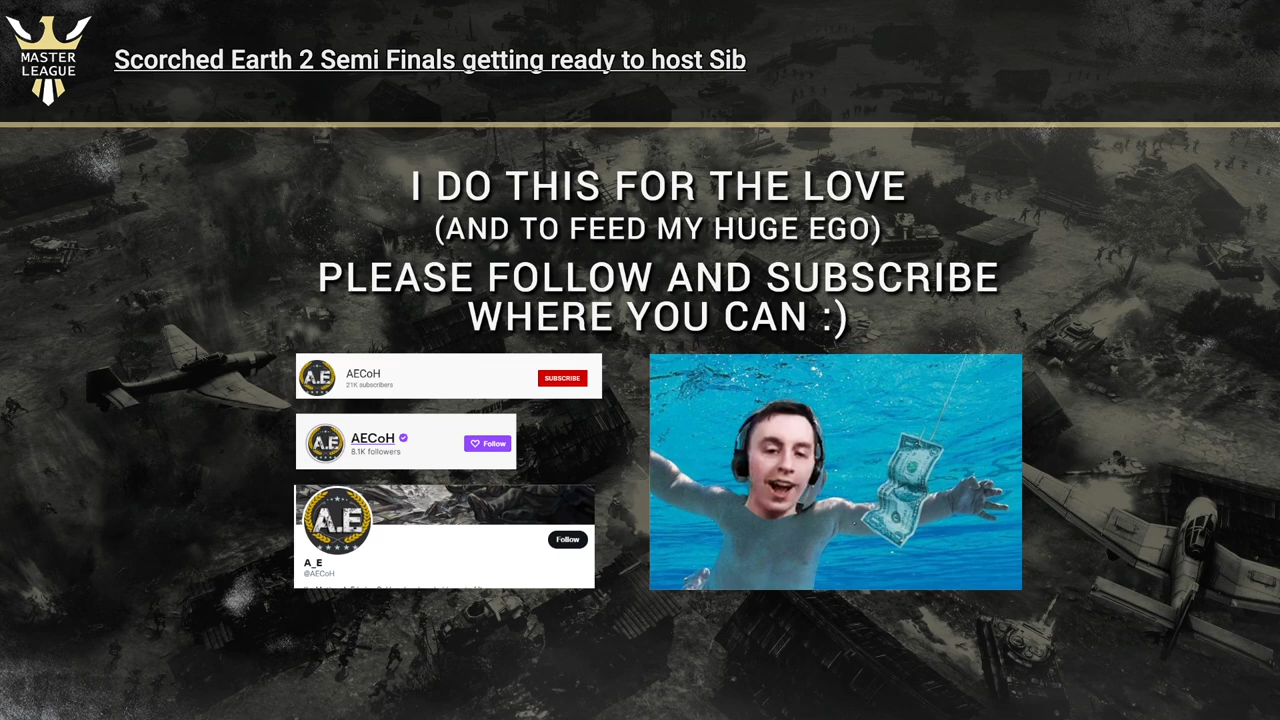 MASTER
LEAGUE
Scorched Earth 2 Semi Finals getting ready to host Sib
I DO THIS FOR THE LOVE
(AND TO FEED MY HUGE EGO)
PLEASE FOLLOW AND SUBSCRIBE
WHERE YOU CAN :)
A.E
AECoH
21K subscribers
SUBSCRIBE
A.E
AECoH
8.1K followers
Follow
A.E
Follow
A_E
@AECoH